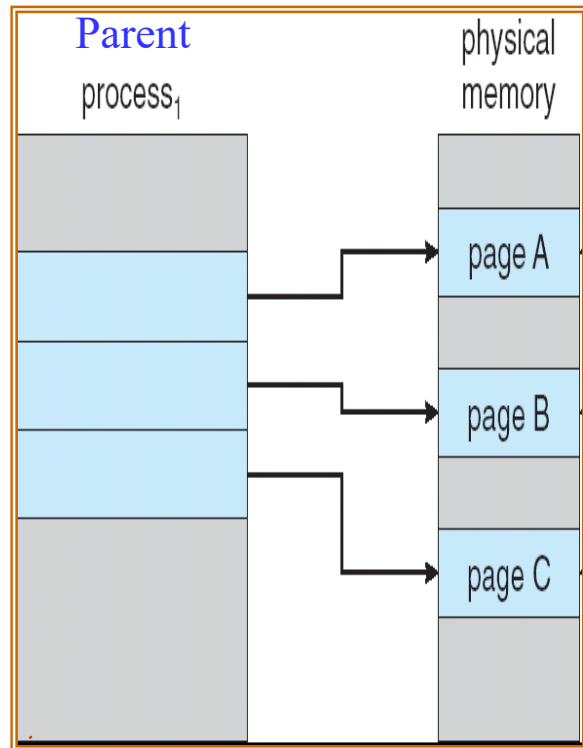 Parent
process₁
physical
memory
page A
page B
page C